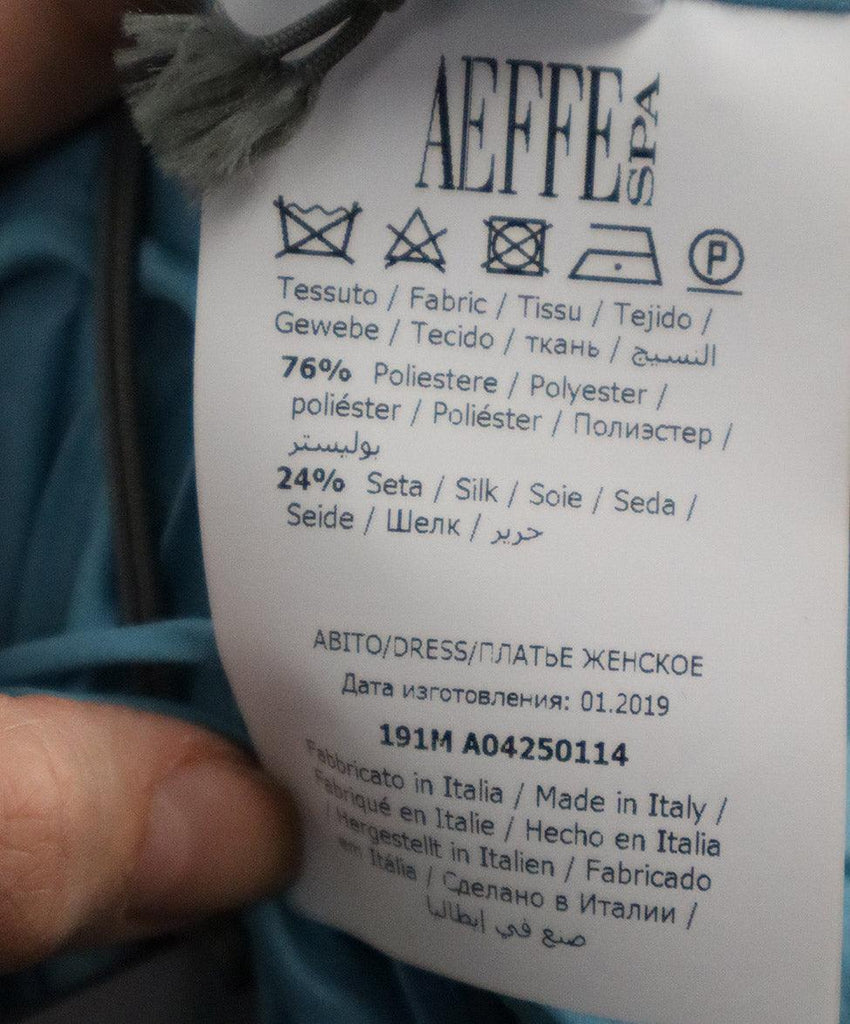 AEFFE SPA
P
Tessuto / Fabric / Tissu / Tejido /
Gewebe / Tecido / ткань / النسيج
76% Poliestere / Polyester /
poliéster / Poliéster / Полиэстер /
بوليستر
24% Seta / Silk / Soie / Seda /
Seide / Шелк / حرير
ABITO/DRESS/ПЛАТЬЕ ЖЕНСКОЕ
Дата изготовления: 01.2019
191M A04250114
Fabbricato in Italia / Made in Italy /
Fabriqué en Italie / Hecho en Italia
Hergestellt in Italien / Fabricado
em Itália / Сделано в Италии /
صنع في إيطاليا